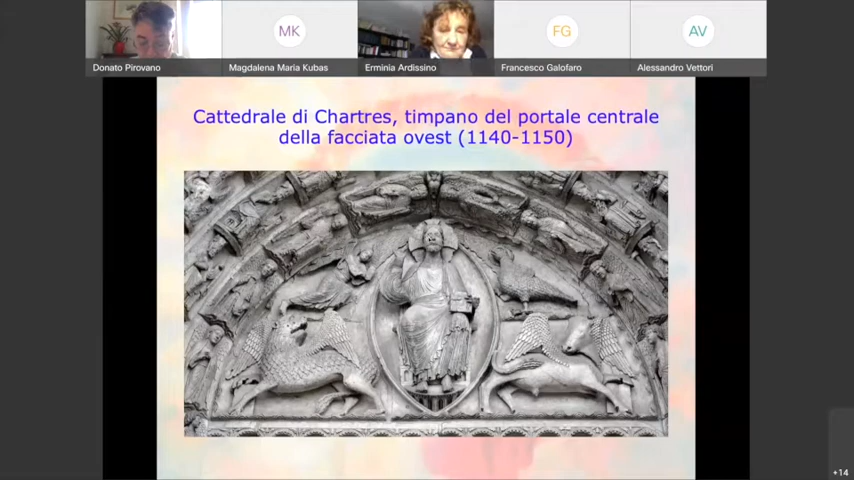 MK
FG
AV
Donato Pirovano
Magdalena Maria Kubas
Erminia Ardissino
Francesco Galofaro
Alessandro Vettori
Cattedrale di Chartres, timpano del portale centrale
della facciata ovest (1140-1150)
+14